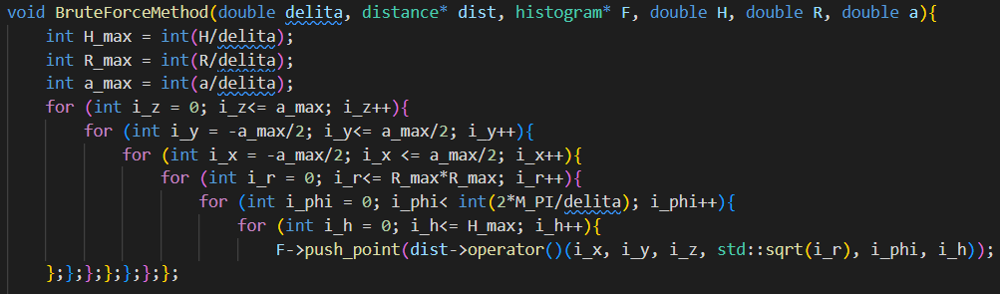 void BruteForceMethod(double delita, distance* dist, histogram* F, double H, double R, double a){
    int H_max = int(H/delita);
    int R_max = int(R/delita);
    int a_max = int(a/delita);
    for (int i_z = 0; i_z<= a_max; i_z++){
        for (int i_y = -a_max/2; i_y<= a_max/2; i_y++){
            for (int i_x = -a_max/2; i_x <= a_max/2; i_x++){
                for (int i_r = 0; i_r<= R_max*R_max; i_r++){
                    for (int i_phi = 0; i_phi< int(2*M_PI/delita); i_phi++){
                        for (int i_h = 0; i_h<= H_max; i_h++){
                            F->push_point(dist->operator()(i_x, i_y, i_z, std::sqrt(i_r), i_phi, i_h));
    };};};};};};};